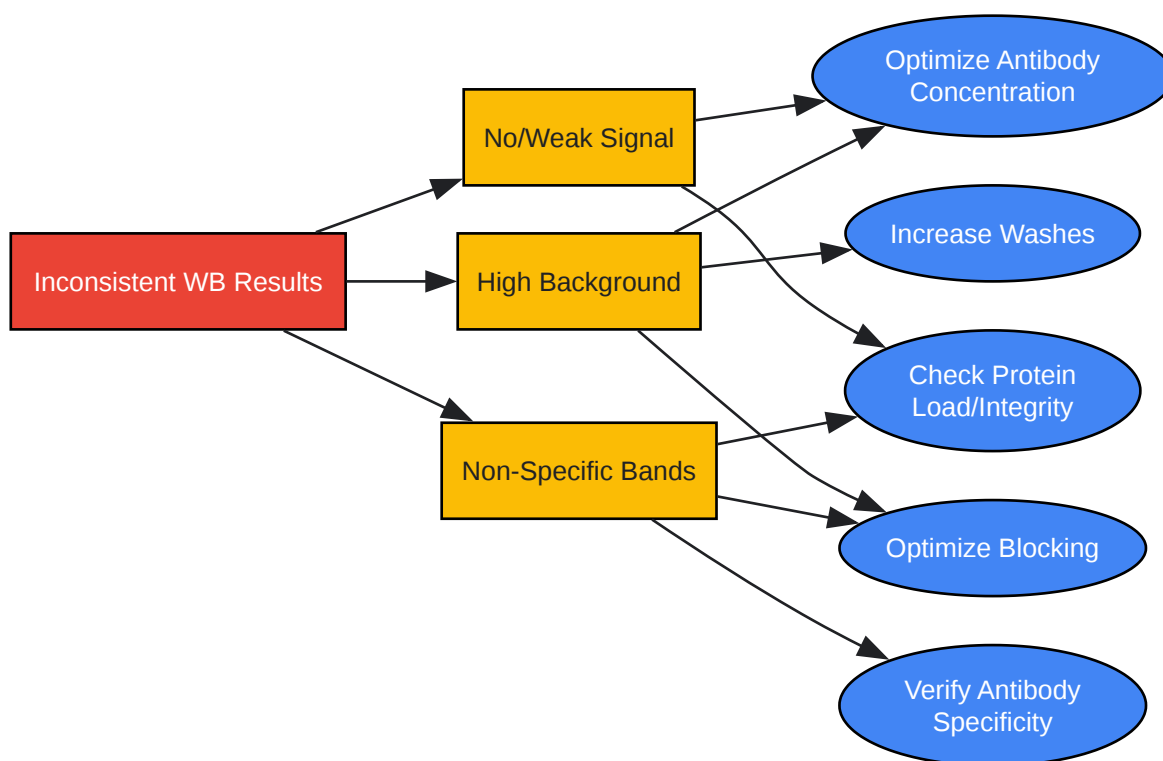 Inconsistent WB Results
No/Weak Signal
High Background
Non-Specific Bands
Optimize Antibody
Concentration
Increase Washes
Check Protein
Load/Integrity
Optimize Blocking
Verify Antibody
Specificity